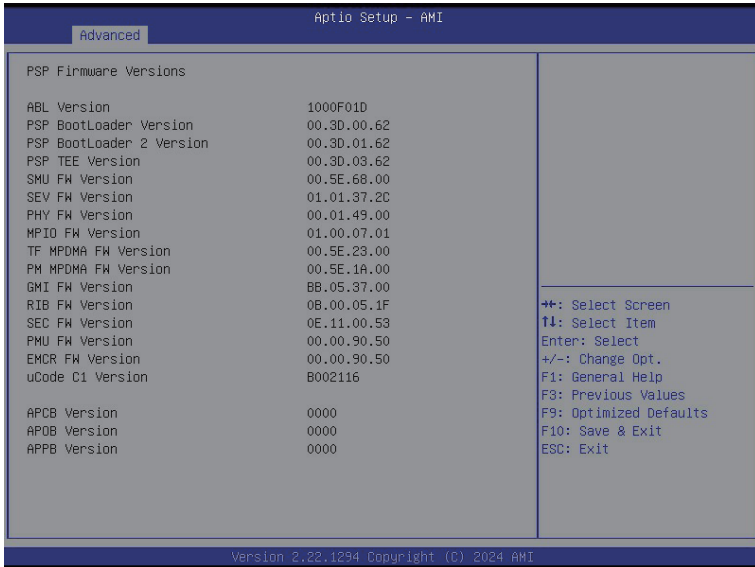 Aptio Setup - AMI
Advanced
PSP Firmware Versions
ABL Version 1000F01D
PSP BootLoader Version 00.3D.00.62
PSP BootLoader 2 Version 00.3D.01.62
PSP TEE Version 00.3D.03.62
SMU FW Version 00.5E.68.00
SEV FW Version 01.01.37.2C
PHY FW Version 00.01.49.00
MPIO FW Version 01.00.07.01
TF MPDMA FW Version 00.5E.23.00
PM MPDMA FW Version 00.5E.1A.00
GMI FW Version BB.05.37.00
RIB FW Version 0B.00.05.1F
SEC FW Version 0E.11.00.53
PMU FW Version 00.00.90.50
EMCR FW Version 00.00.90.50
uCode C1 Version B002116
APCB Version 0000
APOB Version 0000
APPB Version 0000
→←: Select Screen
↑↓: Select Item
Enter: Select
+/-: Change Opt.
F1: General Help
F3: Previous Values
F9: Optimized Defaults
F10: Save & Exit
ESC: Exit
Version 2.22.1294 Copyright (C) 2024 AMI